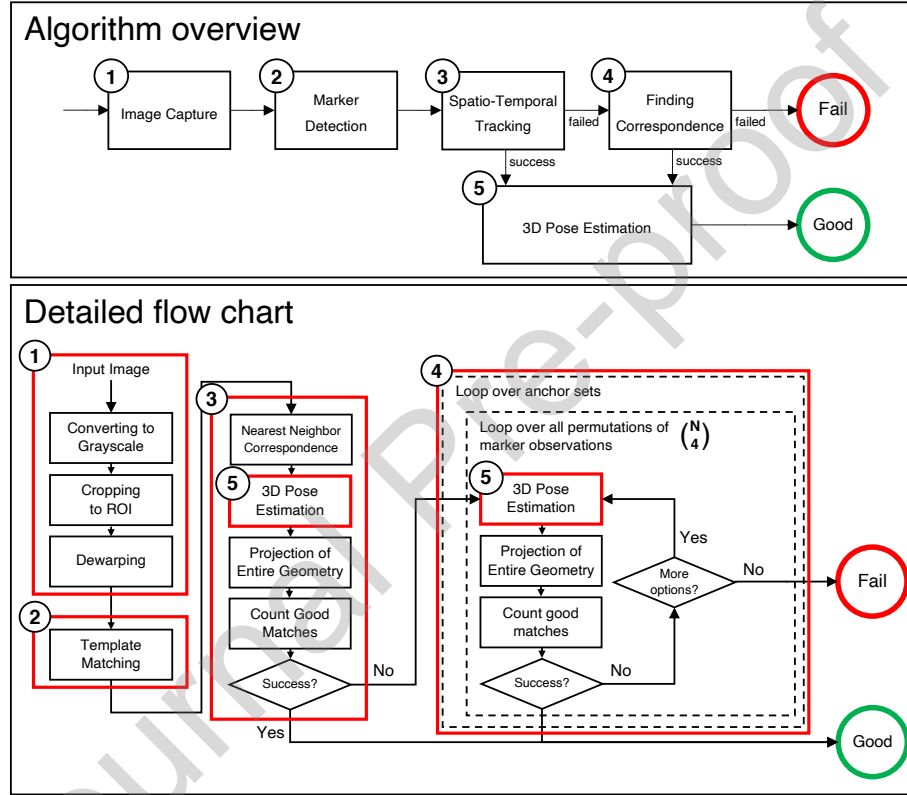 Algorithm overview
1
Image Capture
2
Marker
Detection
3
Spatio-Temporal
Tracking
failed
success
4
Finding
Correspondence
failed
success
Fail
5
3D Pose Estimation
Good
Detailed flow chart
1
Input Image
Converting to
Grayscale
Cropping
to ROI
Dewarping
2
Template
Matching
3
Nearest Neighbor
Correspondence
5
3D Pose
Estimation
Projection of
Entire Geometry
Count Good
Matches
Success?
No
Yes
4
Loop over anchor sets
Loop over all permutations of
marker observations
(N
4)
5
3D Pose
Estimation
Projection of
Entire Geometry
Count good
matches
Success?
No
More
options?
Yes
No
Fail
Good
Journal Pre-proof